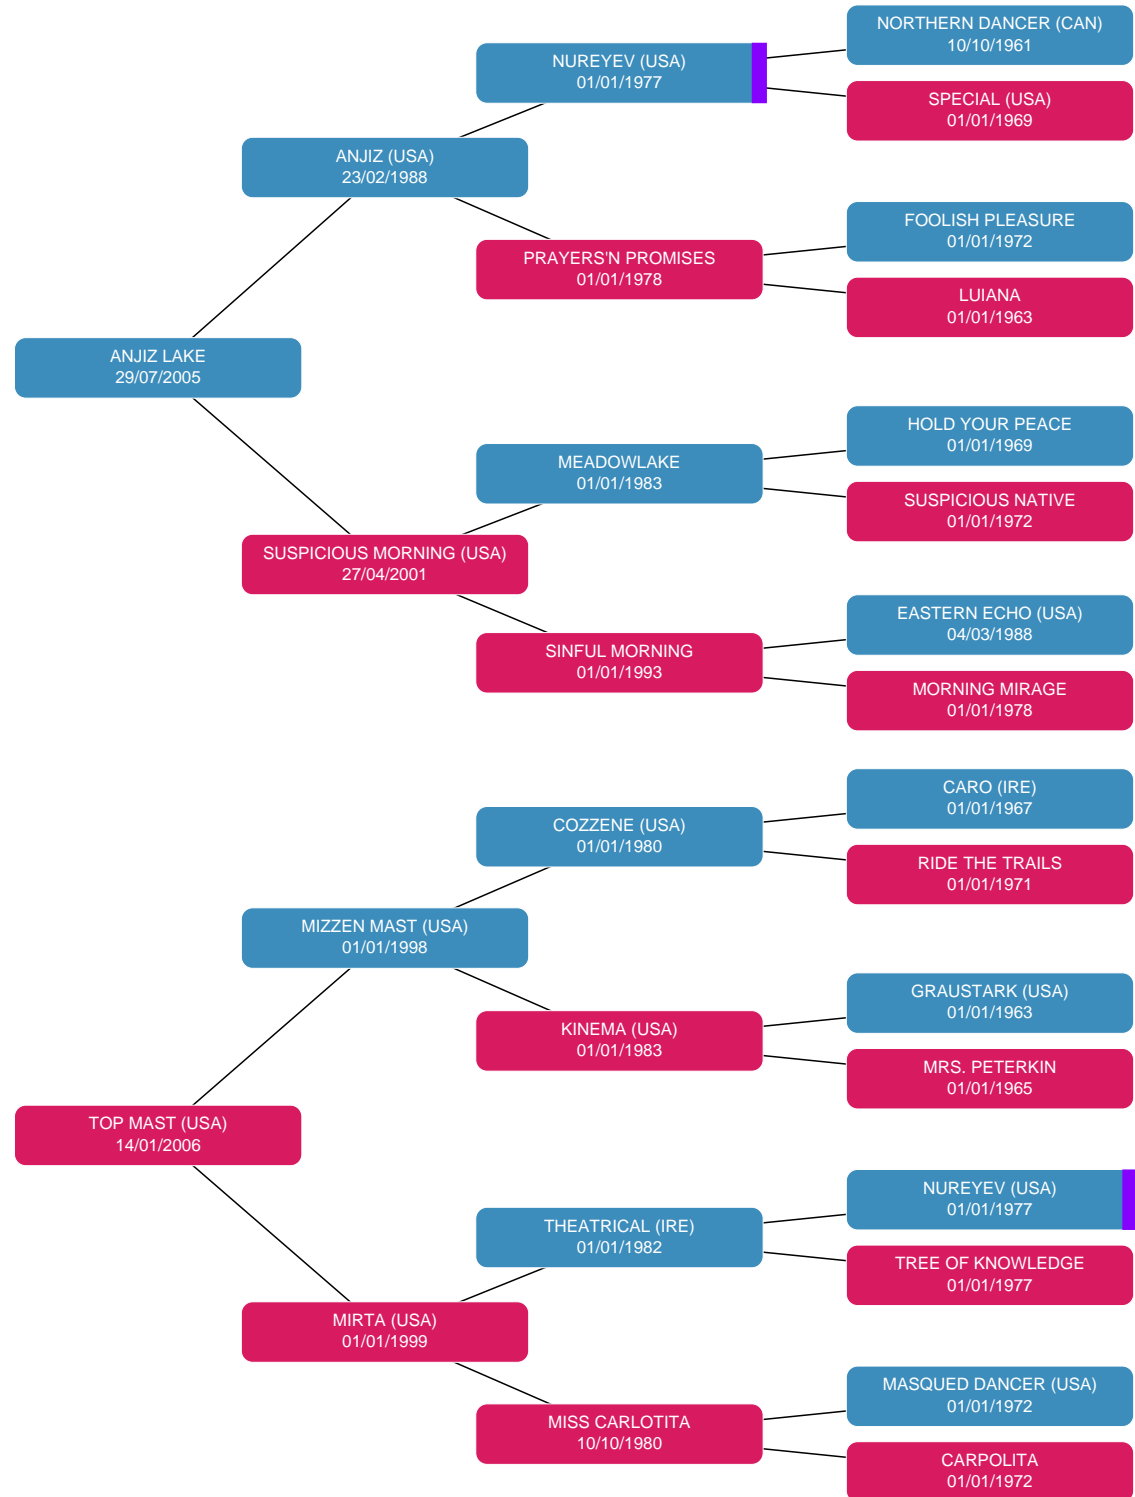 NORTHERN DANCER (CAN)
10/10/1961
NUREYEV (USA)
01/01/1977
SPECIAL (USA)
01/01/1969
ANJIZ (USA)
23/02/1988
FOOLISH PLEASURE
01/01/1972
PRAYERS'N PROMISES
01/01/1978
LUIANA
01/01/1963
ANJIZ LAKE
29/07/2005
HOLD YOUR PEACE
01/01/1969
MEADOWLAKE
01/01/1983
SUSPICIOUS NATIVE
01/01/1972
SUSPICIOUS MORNING (USA)
27/04/2001
EASTERN ECHO (USA)
04/03/1988
SINFUL MORNING
01/01/1993
MORNING MIRAGE
01/01/1978
CARO (IRE)
01/01/1967
COZZENE (USA)
01/01/1980
RIDE THE TRAILS
01/01/1971
MIZZEN MAST (USA)
01/01/1998
GRAUSTARK (USA)
01/01/1963
KINEMA (USA)
01/01/1983
MRS. PETERKIN
01/01/1965
TOP MAST (USA)
14/01/2006
NUREYEV (USA)
01/01/1977
THEATRICAL (IRE)
01/01/1982
TREE OF KNOWLEDGE
01/01/1977
MIRTA (USA)
01/01/1999
MASQUED DANCER (USA)
01/01/1972
MISS CARLOTITA
10/10/1980
CARPOLITA
01/01/1972